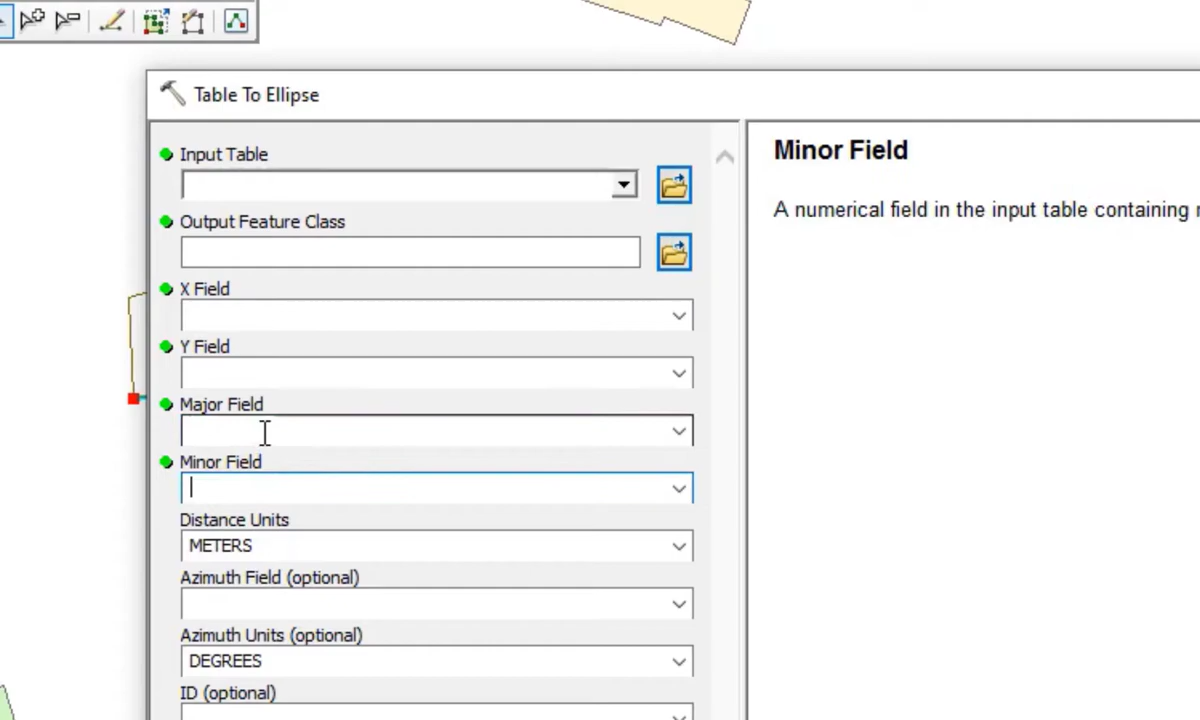 Table To Ellipse
Input Table
Output Feature Class
X Field
Y Field
Major Field
Minor Field
Distance Units
METERS
Azimuth Field (optional)
Azimuth Units (optional)
DEGREES
ID (optional)
Minor Field
A numerical field in the input table containing